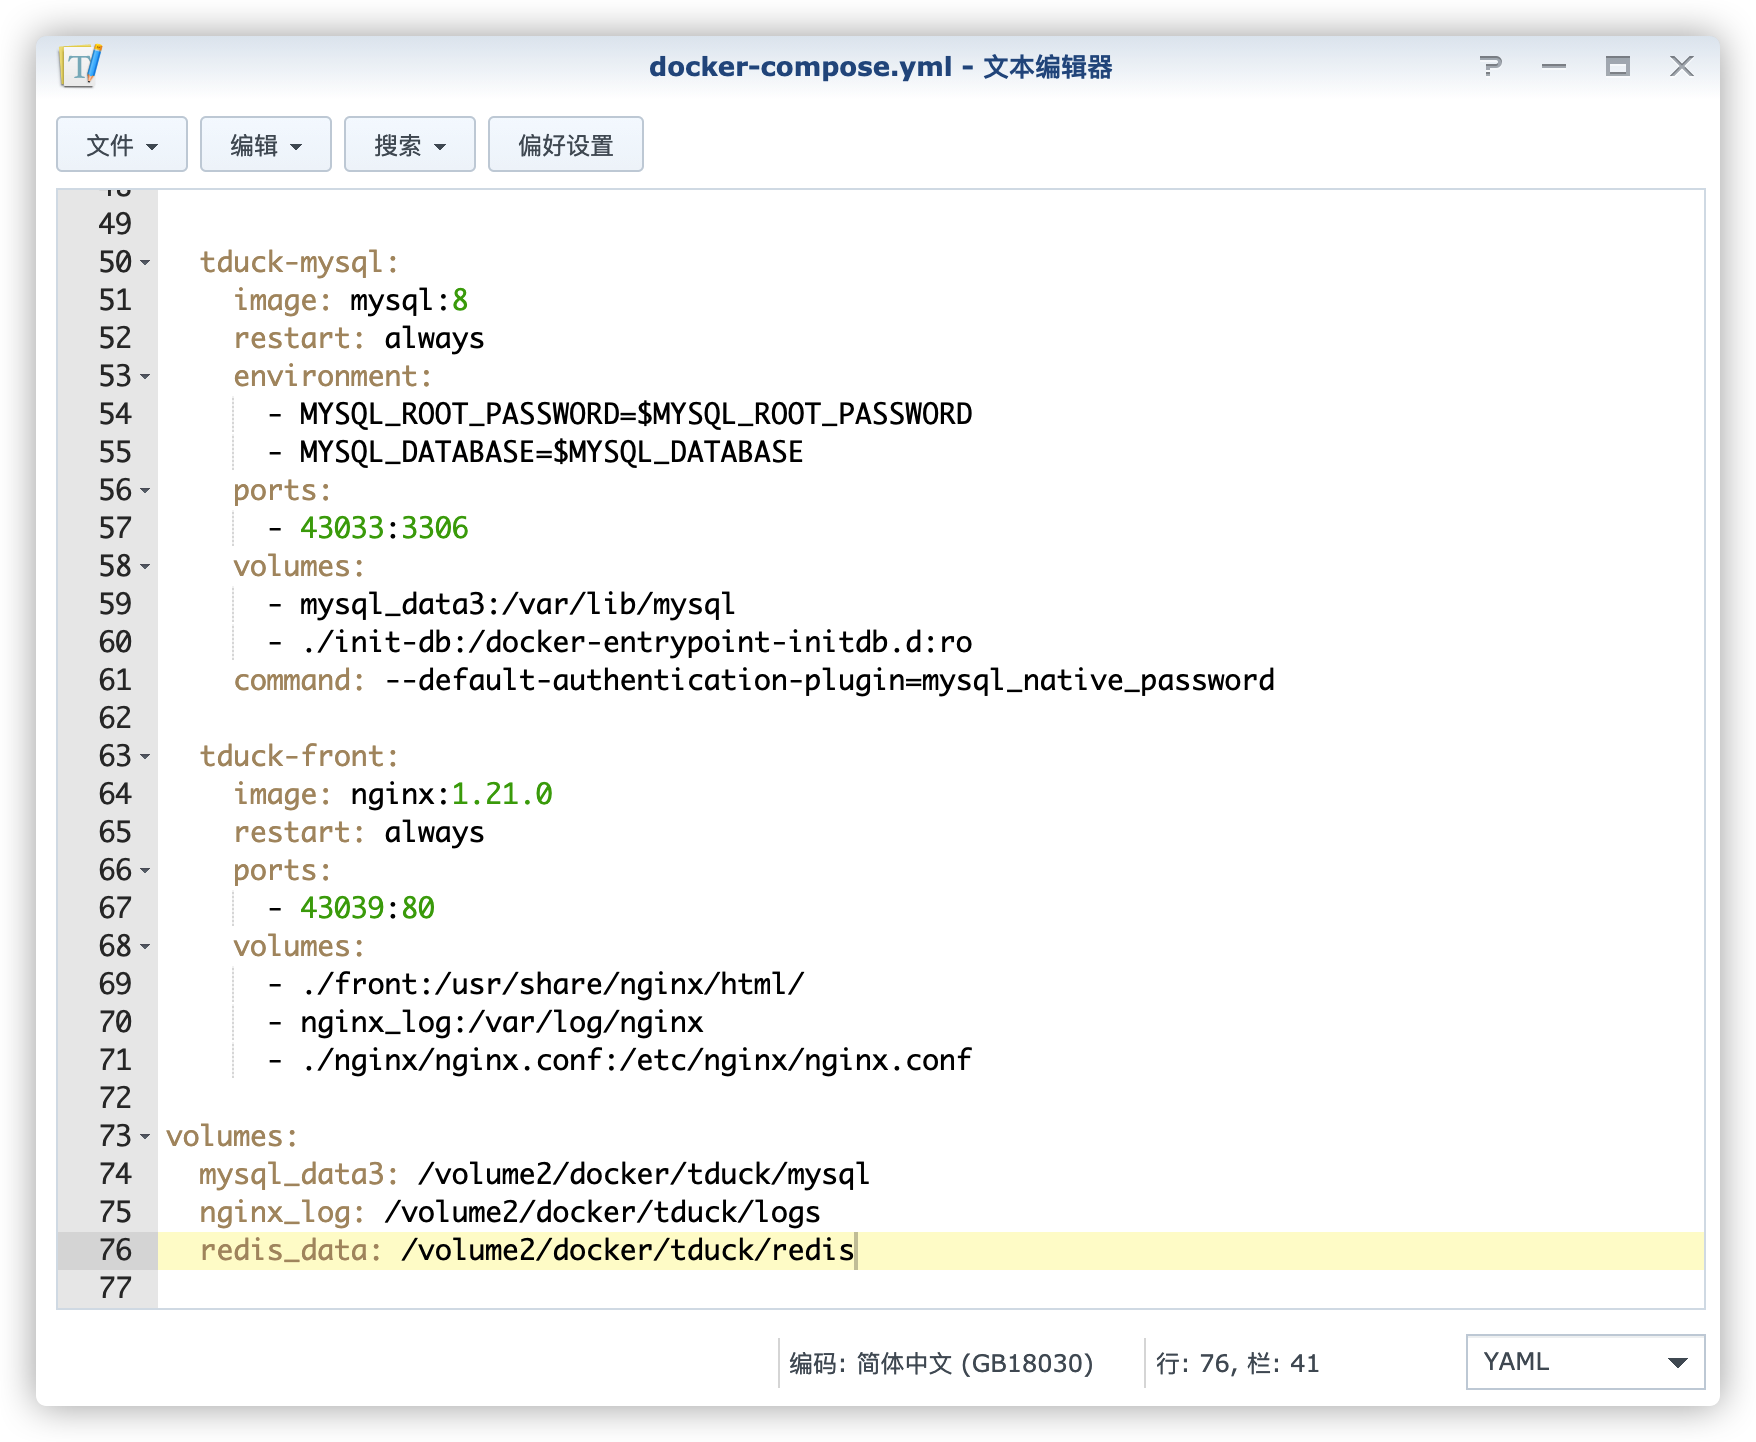 docker-compose.yml - 文本编辑器
文件 编辑 搜索 偏好设置
49
50 tduck-mysql:
51 image: mysql:8
52 restart: always
53 environment:
54 - MYSQL_ROOT_PASSWORD=$MYSQL_ROOT_PASSWORD
55 - MYSQL_DATABASE=$MYSQL_DATABASE
56 ports:
57 - 43033:3306
58 volumes:
59 - mysql_data3:/var/lib/mysql
60 - ./init-db:/docker-entrypoint-initdb.d:ro
61 command: --default-authentication-plugin=mysql_native_password
62
63 tduck-front:
64 image: nginx:1.21.0
65 restart: always
66 ports:
67 - 43039:80
68 volumes:
69 - ./front:/usr/share/nginx/html/
70 - nginx_log:/var/log/nginx
71 - ./nginx/nginx.conf:/etc/nginx/nginx.conf
72
73 volumes:
74 mysql_data3: /volume2/docker/tduck/mysql
75 nginx_log: /volume2/docker/tduck/logs
76 redis_data: /volume2/docker/tduck/redis
77
编码: 简体中文 (GB18030) 行: 76, 栏: 41 YAML